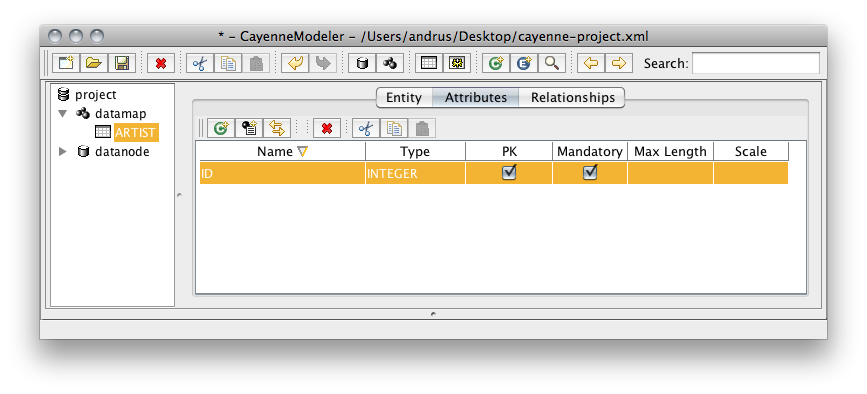 * - CayenneModeler - /Users/andrus/Desktop/cayenne-project.xml
Search:
project
datamap
ARTIST
datanode
Entity Attributes Relationships
Name Type PK Mandatory Max Length Scale
ID INTEGER